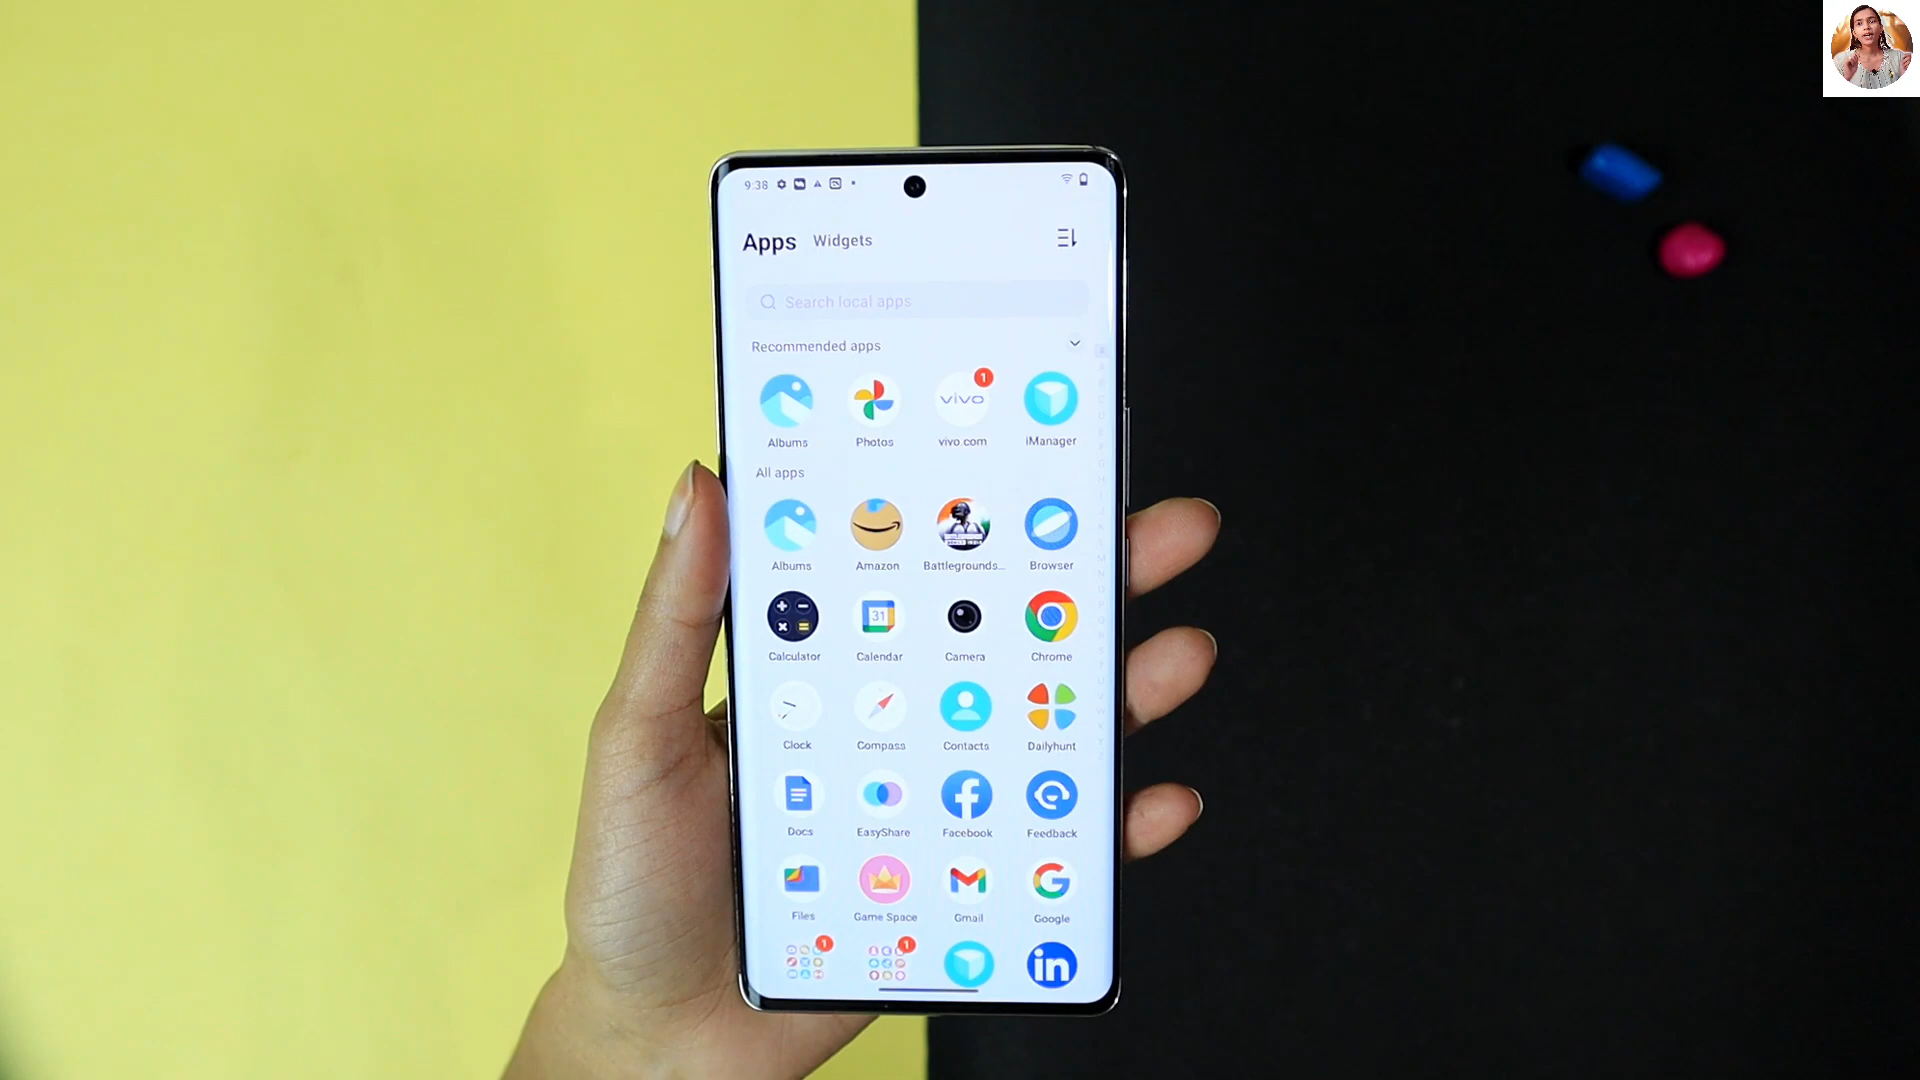 9:38
Apps Widgets
Search local apps
Recommended apps
vivo 1
Albums Photos vivo.com iManager
All apps
Albums Amazon Battlegrounds... Browser
31
Calculator Calendar Camera Chrome
Clock Compass Contacts Dailyhunt
Docs EasyShare Facebook Feedback
Files Game Space Gmail Google
1 1 in